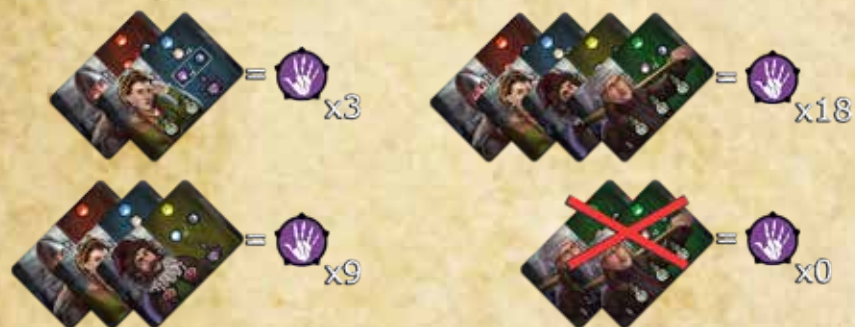 = x3
= x18
= x9
= x0